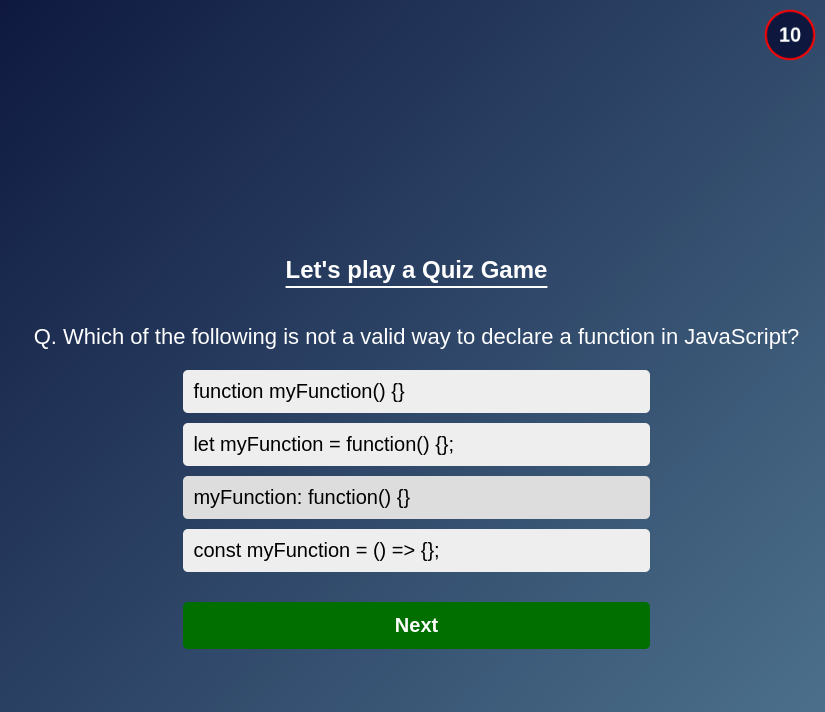 10
Let's play a Quiz Game
Q. Which of the following is not a valid way to declare a function in JavaScript?
function myFunction() {}
let myFunction = function() {};
myFunction: function() {}
const myFunction = () => {};
Next